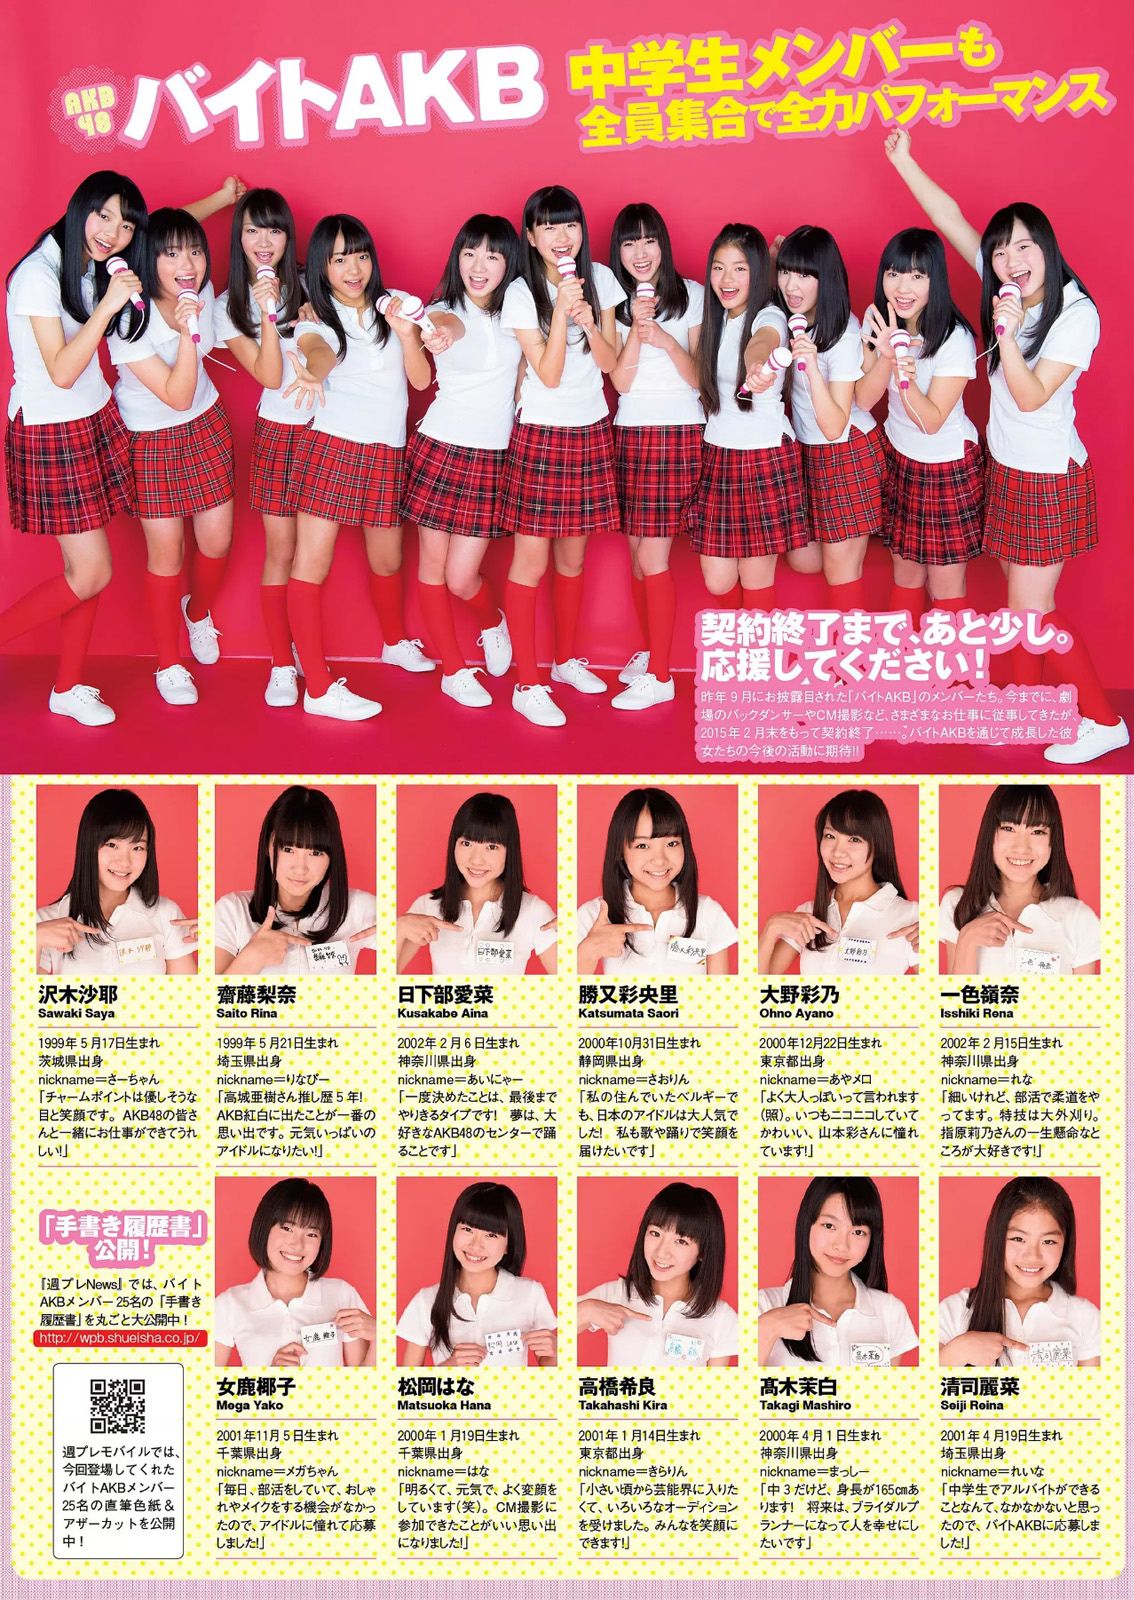 AKB
48
バイトAKB
中学生メンバーも
全員集合で全力パフォーマンス
契約終了まで、あと少し。
応援してください!
昨年9月にお披露目された「バイトAKB」のメンバーたち。今までに、劇
場のバックダンサーやCM撮影など、さまざまなお仕事に従事してきたが、
2015年2月末をもって契約終了……。バイトAKBを通じて成長した彼
女たちの今後の活動に期待!!
沢木沙耶
Sawaki Saya
1999年5月17日生まれ
茨城県出身
nickname=さーちゃん
「チャームポイントは優しそうな
目と笑顔です。AKB48の皆さ
んと一緒にお仕事ができてうれ
しい!」
齋藤梨奈
Saito Rina
1999年5月21日生まれ
埼玉県出身
nickname=りなぴー
「高城亜樹さん推し歴5年!
AKB紅白に出たことが一番の
思い出です。元気いっぱいの
アイドルになりたい!」
日下部愛菜
日下部愛菜
Kusakabe Aina
2002年2月6日生まれ
神奈川県出身
nickname=あいにゃー
「一度決めたことは、最後まで
やりきるタイプです! 夢は、大
好きなAKB48のセンターで踊
ることです」
勝又彩央里
勝又彩央里
Katsumata Saori
2000年10月31日生まれ
静岡県出身
nickname=さおりん
「私の住んでいたベルギーで
も、日本のアイドルは大人気で
した! 私も歌や踊りで笑顔を
届けたいです」
大野彩乃
大野彩乃
Ohno Ayano
2000年12月22日生まれ
東京都出身
nickname=あやメロ
「よく大人っぽいって言われます
(照)。いつもニコニコしていて
かわいい、山本彩さんに憧れ
ています!」
一色嶺奈
Isshiki Rena
2002年2月15日生まれ
神奈川県出身
nickname=れな
「細いけれど、部活で柔道をや
ってます。特技は大外刈り。
指原莉乃さんの一生懸命なと
ころが大好きです!」
「手書き履歴書」
公開!
『週プレNews』では、バイト
AKBメンバー25名の「手書き
履歴書」を丸ごと大公開中!
http://wpb.shueisha.co.jp/
週プレモバイルでは、
今回登場してくれた
バイトAKBメンバー
25名の直筆色紙&
アザーカットを公開
中!
女鹿椰子
女鹿椰子
Mega Yako
2001年11月5日生まれ
千葉県出身
nickname=メガちゃん
「毎日、部活をしていて、おしゃ
れやメイクをする機会がなかっ
たので、アイドルに憧れて応募
しました!」
松岡はな
松岡はな
Matsuoka Hana
2000年1月19日生まれ
千葉県出身
nickname=はな
「明るくて、元気で、よく変顔を
しています(笑)。CM撮影に
参加できたことがいい思い出
になりました!」
高橋希良
Takahashi Kira
2001年1月14日生まれ
東京都出身
nickname=きらりん
「小さい頃から芸能界に入りた
くて、いろいろなオーディション
を受けました。みんなを笑顔に
できます!」
髙木茉白
髙木茉白
Takagi Mashiro
2000年4月1日生まれ
神奈川県出身
nickname=まっしー
「中3だけど、身長が165㎝あ
ります! 将来は、ブライダルプ
ランナーになって人を幸せにし
たいです」
清司麗菜
清司麗菜
Seiji Reina
2001年4月19日生まれ
埼玉県出身
nickname=れいな
「中学生でアルバイトができ
ることなんて、なかなかないと思っ
たので、バイトAKBに応募しま
した!」